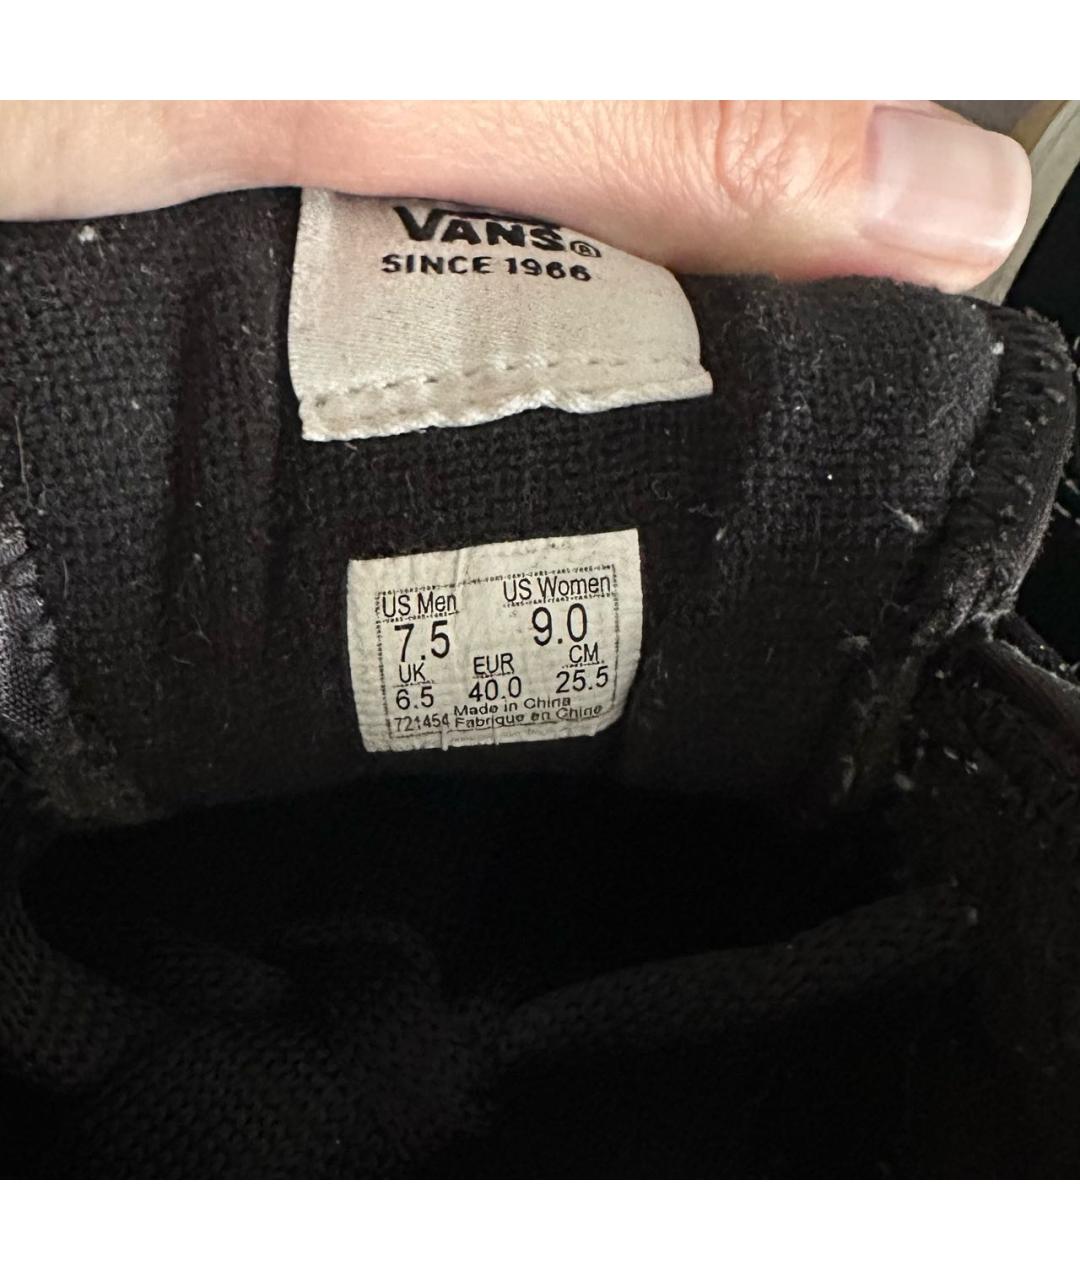 VANS®
SINCE 1966
US Men US Women
7.5 9.0
UK EUR CM
6.5 40.0 25.5
Made in China
721454 Fabrique en Chine